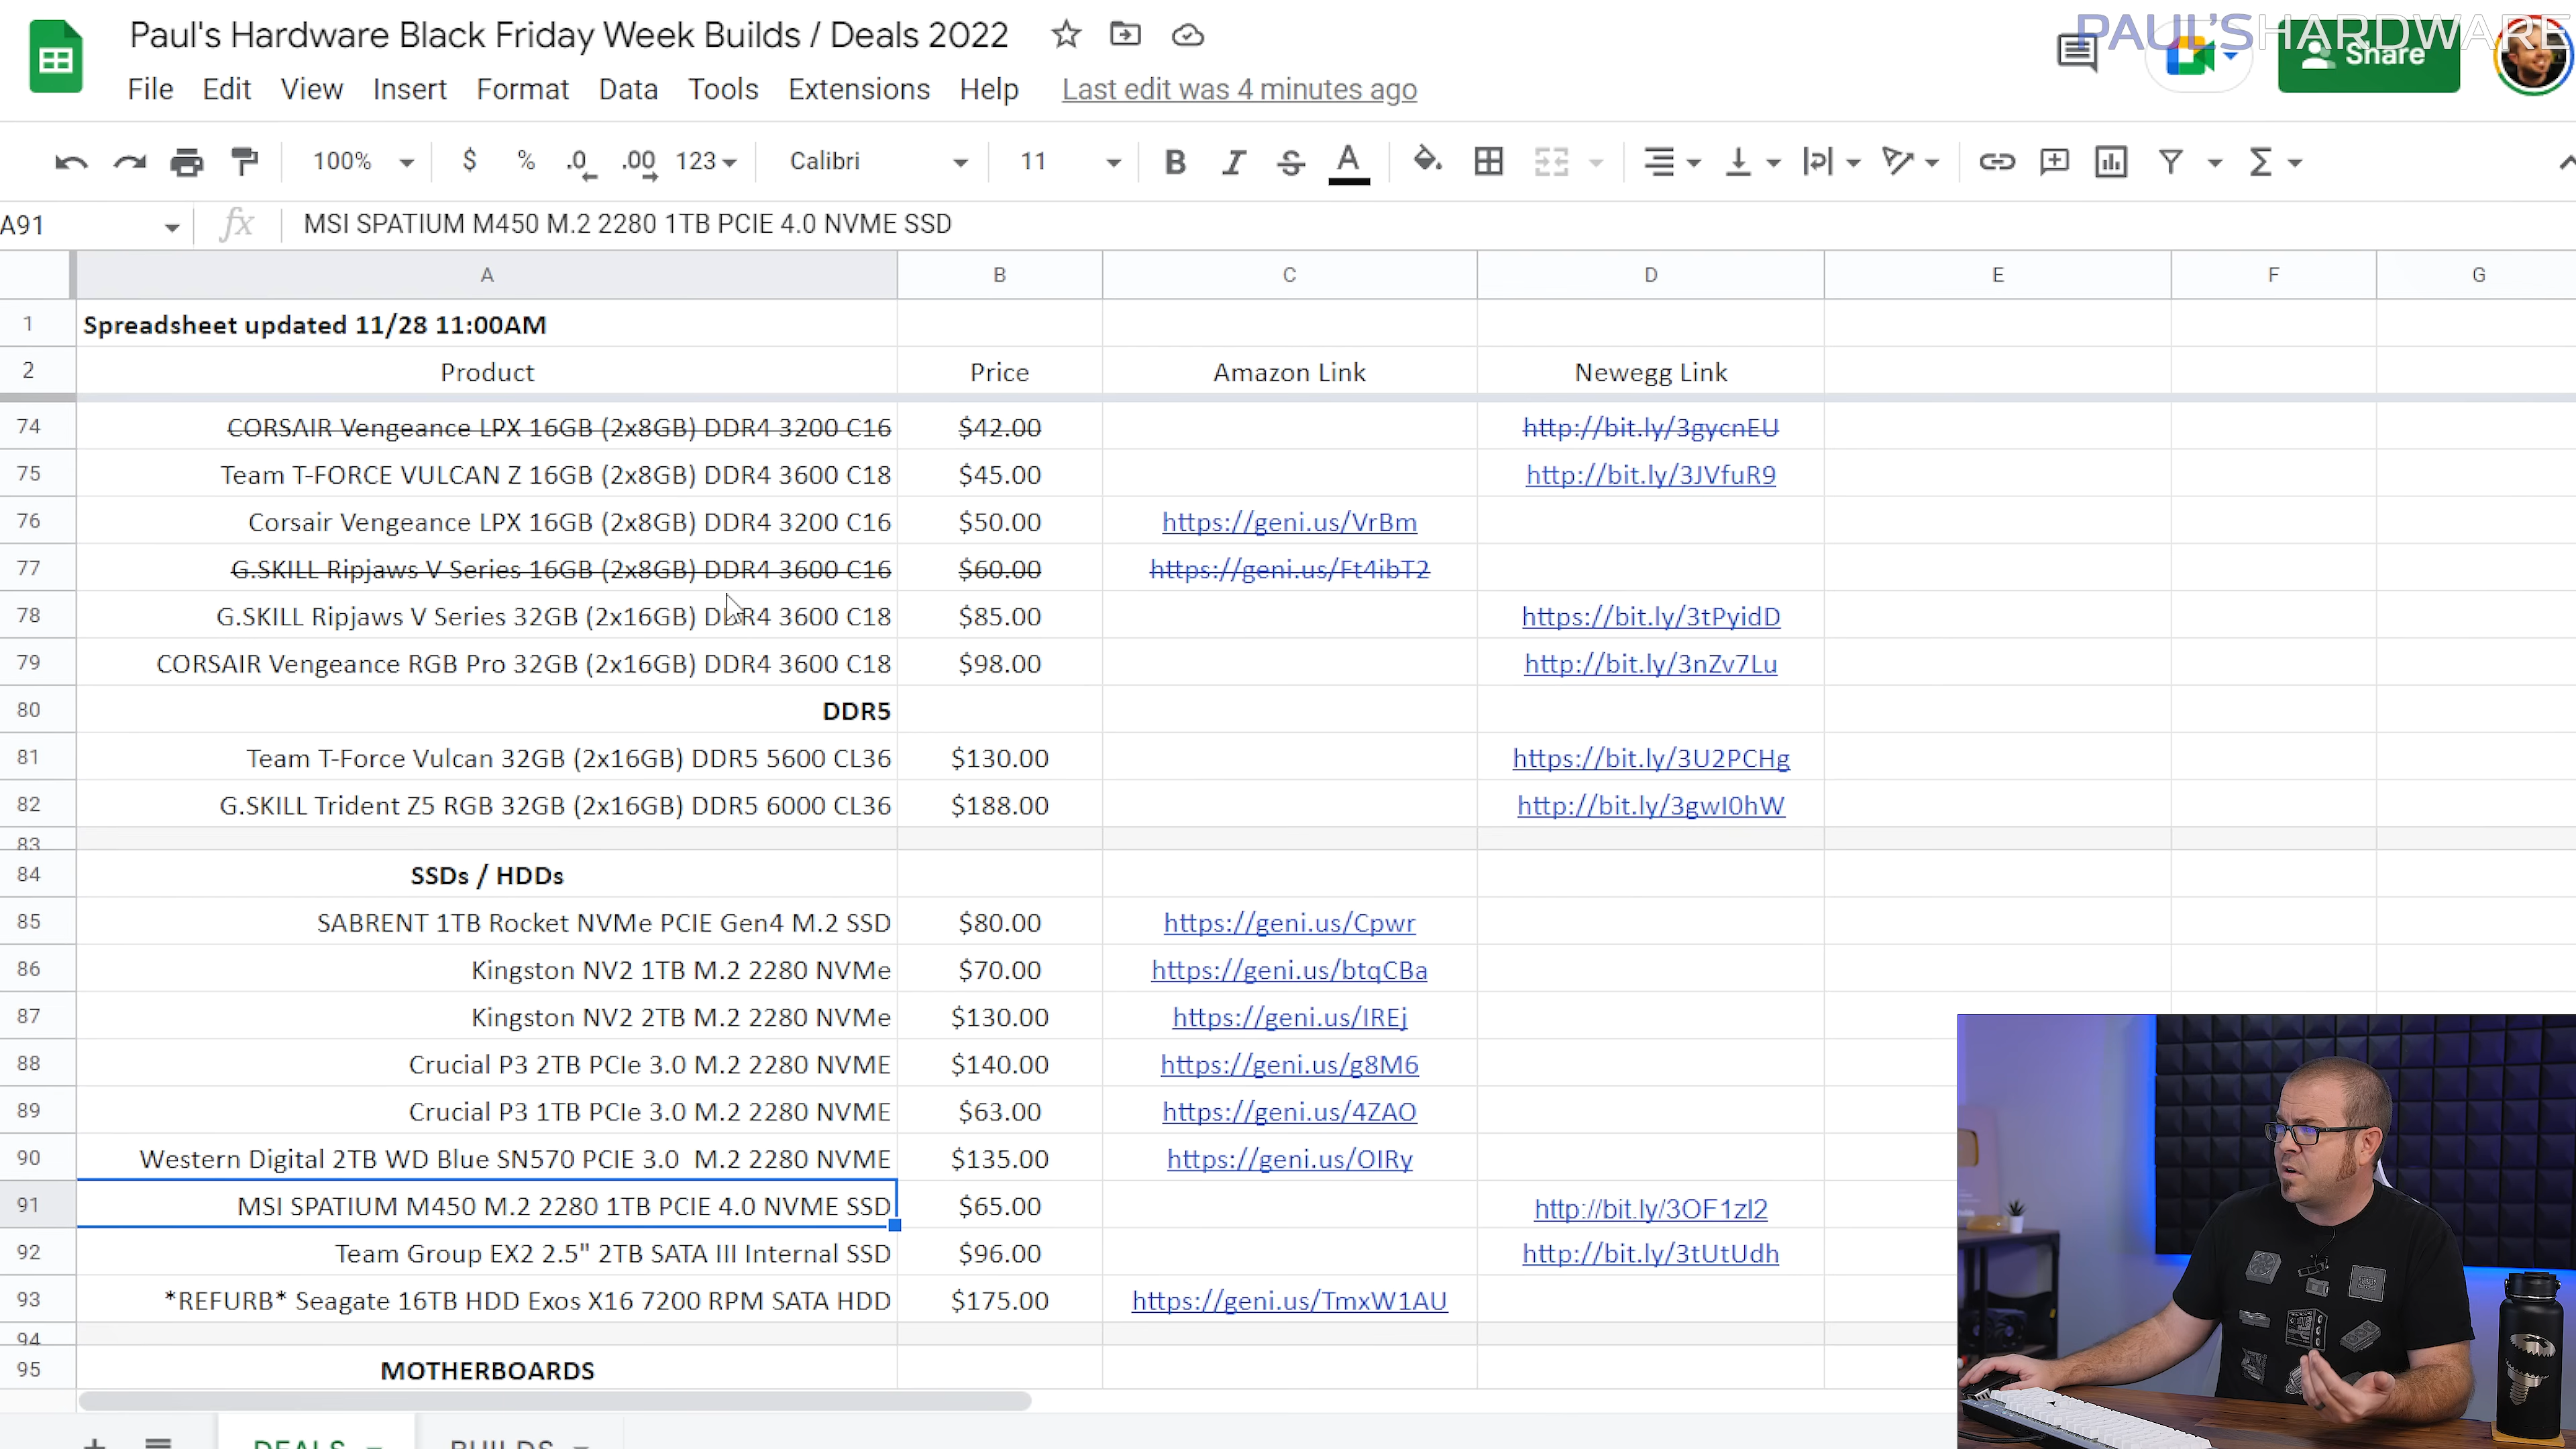 Paul's Hardware Black Friday Week Builds / Deals 2022
PAUL'SHARDWARE
Share
File Edit View Insert Format Data Tools Extensions Help Last edit was 4 minutes ago
100% $ % .0 .00 123 Calibri 11 B I S A
A91 fx MSI SPATIUM M450 M.2 2280 1TB PCIE 4.0 NVME SSD
A B C D E F G
1 Spreadsheet updated 11/28 11:00AM
2 Product Price Amazon Link Newegg Link
74 CORSAIR Vengeance LPX 16GB (2x8GB) DDR4 3200 C16 $42.00 http://bit.ly/3gycnEU
75 Team T-FORCE VULCAN Z 16GB (2x8GB) DDR4 3600 C18 $45.00 http://bit.ly/3JVfuR9
76 Corsair Vengeance LPX 16GB (2x8GB) DDR4 3200 C16 $50.00 https://geni.us/VrBm
77 G.SKILL Ripjaws V Series 16GB (2x8GB) DDR4 3600 C16 $60.00 https://geni.us/Ft4ibT2
78 G.SKILL Ripjaws V Series 32GB (2x16GB) DDR4 3600 C18 $85.00 https://bit.ly/3tPyidD
79 CORSAIR Vengeance RGB Pro 32GB (2x16GB) DDR4 3600 C18 $98.00 http://bit.ly/3nZv7Lu
80 DDR5
81 Team T-Force Vulcan 32GB (2x16GB) DDR5 5600 CL36 $130.00 https://bit.ly/3U2PCHg
82 G.SKILL Trident Z5 RGB 32GB (2x16GB) DDR5 6000 CL36 $188.00 http://bit.ly/3gwI0hW
83
84 SSDs / HDDs
85 SABRENT 1TB Rocket NVMe PCIE Gen4 M.2 SSD $80.00 https://geni.us/Cpwr
86 Kingston NV2 1TB M.2 2280 NVMe $70.00 https://geni.us/btqCBa
87 Kingston NV2 2TB M.2 2280 NVMe $130.00 https://geni.us/IREj
88 Crucial P3 2TB PCIe 3.0 M.2 2280 NVME $140.00 https://geni.us/g8M6
89 Crucial P3 1TB PCIe 3.0 M.2 2280 NVME $63.00 https://geni.us/4ZAO
90 Western Digital 2TB WD Blue SN570 PCIE 3.0 M.2 2280 NVME $135.00 https://geni.us/OIRy
91 MSI SPATIUM M450 M.2 2280 1TB PCIE 4.0 NVME SSD $65.00 http://bit.ly/3OF1zI2
92 Team Group EX2 2.5" 2TB SATA III Internal SSD $96.00 http://bit.ly/3tUtUdh
93 *REFURB* Seagate 16TB HDD Exos X16 7200 RPM SATA HDD $175.00 https://geni.us/TmxW1AU
94
95 MOTHERBOARDS
DEALS BUILDS